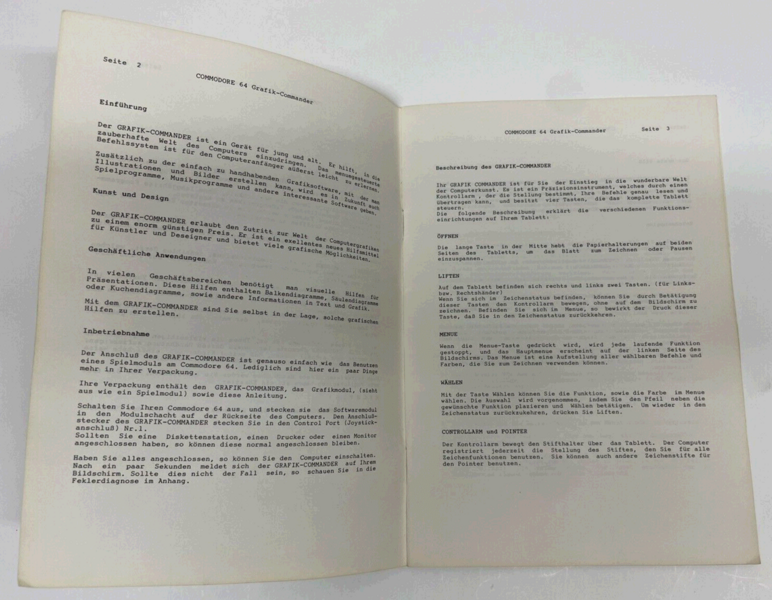 Seite 2
COMMODORE 64 Grafik-Commander
Einführung
Der GRAFIK-COMMANDER ist ein Gerät für jung und alt. Er hilft, in die
zauberhafte Welt des Computers einzudringen. Das menuegesteuerte
Befehlssystem ist für den Computeranfänger äußerst leicht zu erlernen.
Zusätzlich zu der einfach zu handhabenden Grafiksoftware, mit der man
Illustrationen und Bilder erstellen kann, wird es in Zukunft auch
Spielprogramme, Musikprogramme und andere interessante Software geben.
Kunst und Design
Der GRAFIK-COMMANDER erlaubt den Zutritt zur Welt der Computergrafiken
zu einem enorm günstigen Preis. Er ist ein exellentes neues Hilfsmittel
für Künstler und Deseigner und bietet viele grafische Möglichkeiten.
Geschäftliche Anwendungen
In vielen Geschäftsbereichen benötigt man visuelle Hilfen für
Präsentationen. Diese Hilfen enthalten Balkendiagramme, Säulendiagramme
oder Kuchendiagramme, sowie andere Informationen in Text und Grafik.
Mit dem GRAFIK-COMMANDER sind Sie selbst in der Lage, solche grafischen
Hilfen zu erstellen.
Inbetriebnahme
Der Anschluß des GRAFIK-COMMANDER ist genauso einfach wie das Benutzen
eines Spielmoduls am Commodore 64. Lediglich sind hier ein paar Dinge
mehr in Ihrer Verpackung.
Ihre Verpackung enthält den GRAFIK-COMMANDER, das Grafikmodul, (sieht
aus wie ein Spielmodul) sowie diese Anleitung.
Schalten Sie Ihren Commodore 64 aus, und stecken sie das Softwaremodul
in den Modulschacht auf der Rückseite des Computers. Den Anschluß-
stecker des GRAFIK-COMMANDER stecken Sie in den Control Port (Joystick-
anschluß) Nr.1.
Sollten Sie eine Diskettenstation, einen Drucker oder einen Monitor
angeschlossen haben, so bleiben diese normal angeschlossen bleiben.
Haben Sie alles angeschlossen, so können Sie den Computer einschalten.
Nach ein paar Sekunden meldet sich der GRAFIK-COMMANDER auf Ihrem
Bildschirm. Sollte dies nicht der Fall sein, so schauen Sie in die
Feklerdiagnose im Anhang.
COMMODORE 64 Grafik-Commander Seite 3
Beschreibung des GRAFIK-COMMANDER
Ihr GRAFIK COMMANDER ist für Sie der Einstieg in die wunderbare Welt
der Computerkunst. Es ist ein Präzisionsinstrument, welches durch einen
Kontrollarm, der die Stellung bestimmt, Ihre Befehle genau lesen und
übertragen kann, und besitzt vier Tasten, die das komplette Tablett
steuern.
Die folgende Beschreibung erklärt die verschiedenen Funktions-
einrichtungen auf Ihrem Tablett:
ÖFFNEN
Die lange Taste in der Mitte hebt die Papierhalterungen auf beiden
Seiten des Tabletts, um das Blatt zum Zeichnen oder Pausen
einzuspannen.
LIFTEN
Auf dem Tablett befinden sich rechts und links zwei Tasten. (für Links-
bzw. Rechtshänder)
Wenn Sie sich im Zeichenstatus befinden, können Sie durch Betätigung
dieser Tasten den Kontrollarm bewegen, ohne auf dem Bildschirm zu
zeichnen. Befinden Sie sich im Menue, so bewirkt der Druck dieser
Taste, daß Sie in den Zeichenstatus zurückkehren.
MENUE
Wenn die Menue-Taste gedrückt wird, wird jede laufende Funktion
gestoppt, und das Hauptmenue erscheint auf der linken Seite des
Bildschirms. Das Menue ist eine Aufstellung aller wählbaren Befehle und
Farben, die Sie zum Zeichnen verwenden können.
WÄHLER
Mit der Taste Wählen können Sie die Funktion, sowie die Farbe im Menue
wählen. Die Auswahl wird vorgenommen, indem Sie den Pfeil neben die
gewünschte Funktion plasieren und Wählen betätigen. Um wieder in den
Zeichenstatus zurückzukehren, drücken Sie Liften.
CONTROLLARM und POINTER
Der Kontrollarm bewegt den Stifthalter über das Tablett. Der Computer
registriert jederzeit die Stellung des Stiftes, den Sie für alle
Zeichenfunktionen benutzen. Sie können auch andere Zeichenstifte für
den Pointer benutzen.